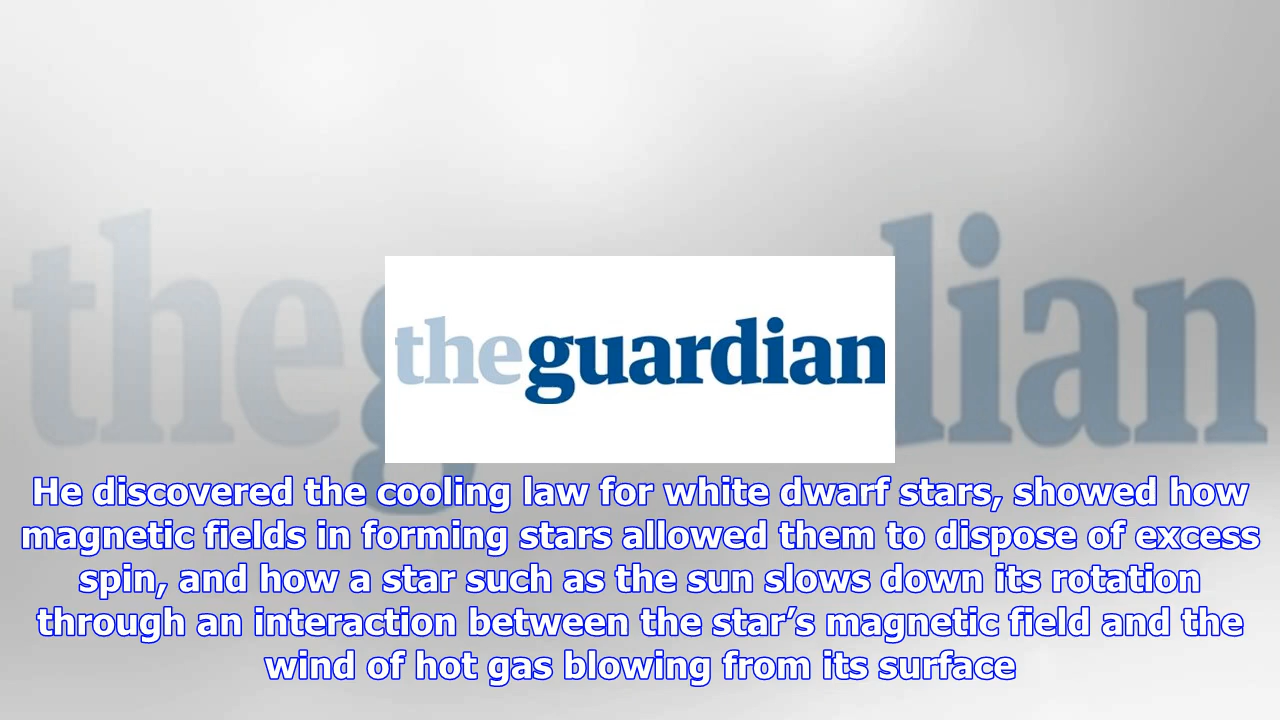 theguardian
He discovered the cooling law for white dwarf stars, showed how
magnetic fields in forming stars allowed them to dispose of excess
spin, and how a star such as the sun slows down its rotation
through an interaction between the star’s magnetic field and the
wind of hot gas blowing from its surface